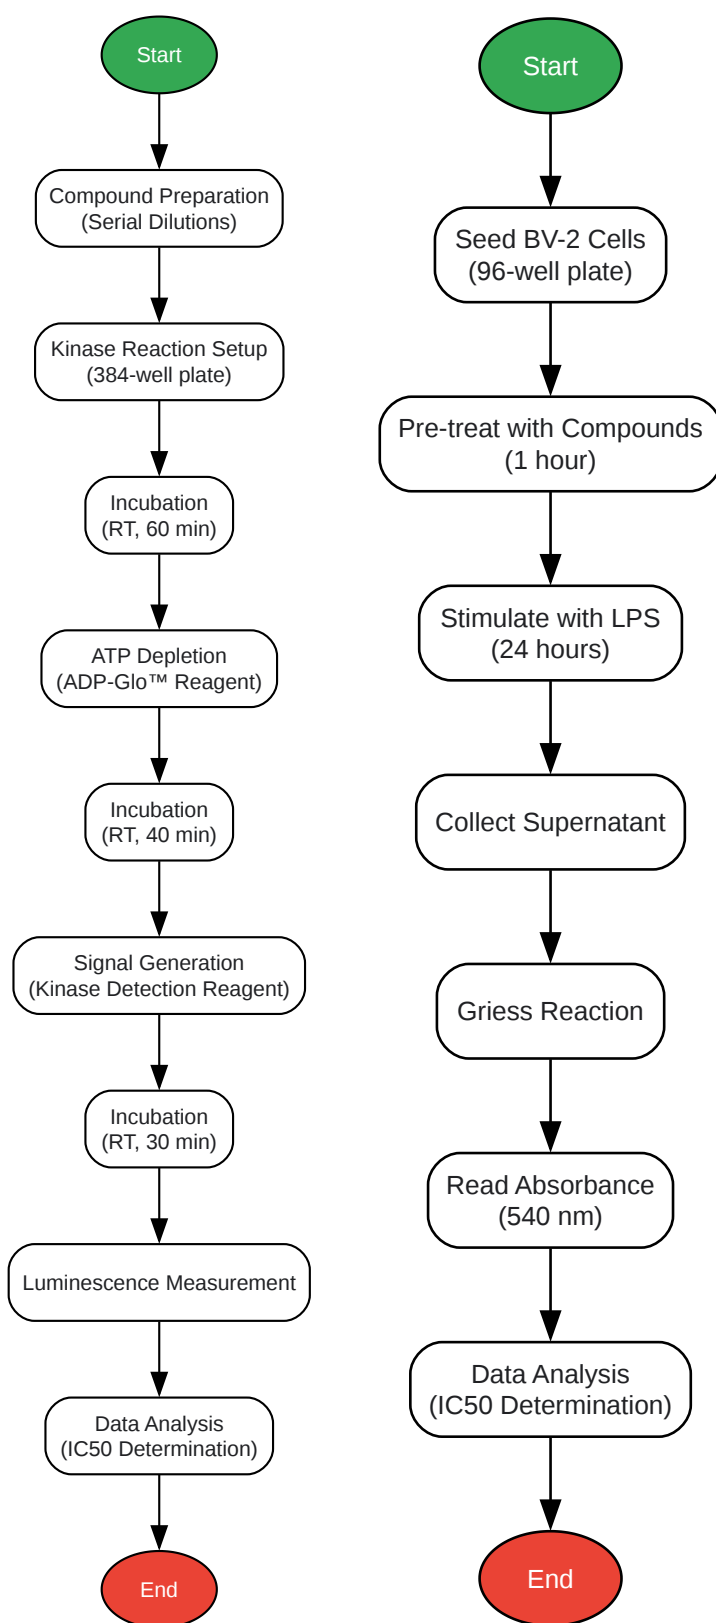 Start
Compound Preparation
(Serial Dilutions)
Kinase Reaction Setup
(384-well plate)
Incubation
(RT, 60 min)
ATP Depletion
(ADP-Glo™ Reagent)
Incubation
(RT, 40 min)
Signal Generation
(Kinase Detection Reagent)
Incubation
(RT, 30 min)
Luminescence Measurement
Data Analysis
(IC50 Determination)
End
Start
Seed BV-2 Cells
(96-well plate)
Pre-treat with Compounds
(1 hour)
Stimulate with LPS
(24 hours)
Collect Supernatant
Griess Reaction
Read Absorbance
(540 nm)
Data Analysis
(IC50 Determination)
End